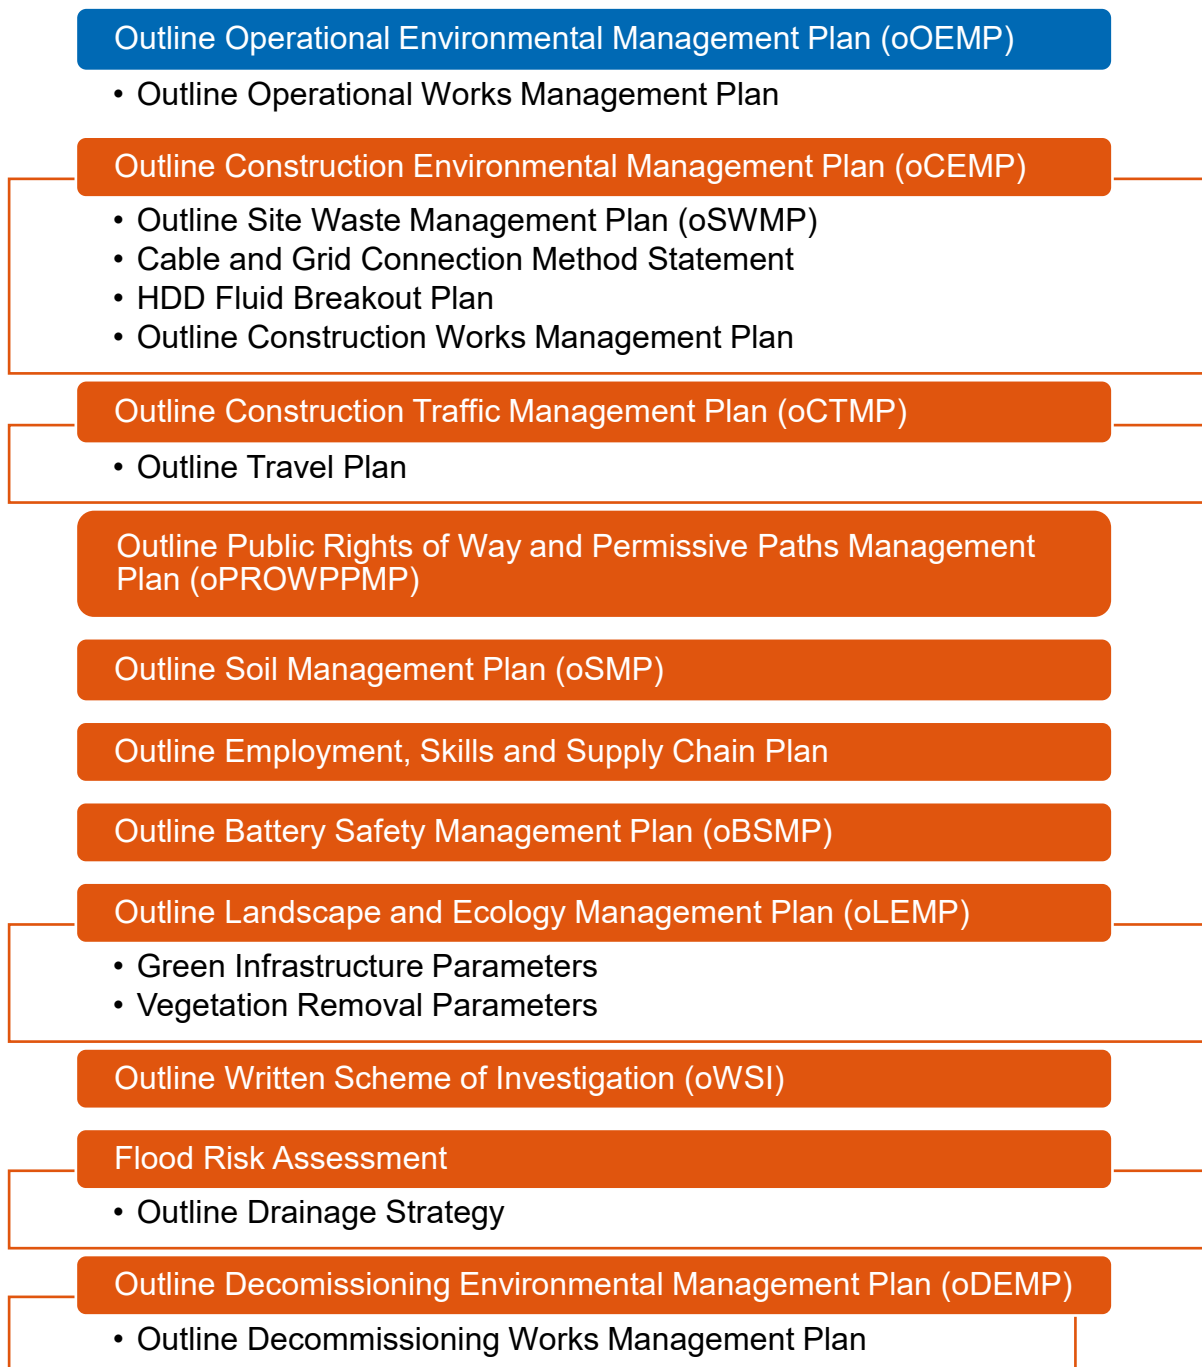 Outline Operational Environmental Management Plan (oOEMP)
• Outline Operational Works Management Plan
Outline Construction Environmental Management Plan (oCEMP)
• Outline Site Waste Management Plan (oSWMP)
• Cable and Grid Connection Method Statement
• HDD Fluid Breakout Plan
• Outline Construction Works Management Plan
Outline Construction Traffic Management Plan (oCTMP)
• Outline Travel Plan
Outline Public Rights of Way and Permissive Paths Management
Plan (oPROWPPMP)
Outline Soil Management Plan (oSMP)
Outline Employment, Skills and Supply Chain Plan
Outline Battery Safety Management Plan (oBSMP)
Outline Landscape and Ecology Management Plan (oLEMP)
• Green Infrastructure Parameters
• Vegetation Removal Parameters
Outline Written Scheme of Investigation (oWSI)
Flood Risk Assessment
• Outline Drainage Strategy
Outline Decomissioning Environmental Management Plan (oDEMP)
• Outline Decommissioning Works Management Plan